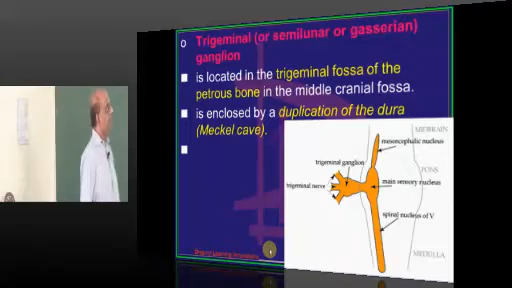 Trigeminal (or semilunar or gasserian)
ganglion
is located in the trigeminal fossa of the
petrous bone in the middle cranial fossa.
is enclosed by a duplication of the dura
(Meckel cave).
MIDBRAIN
mesencephalic nucleus
trigeminal ganglion
PONS
trigeminal nerve
main sensory nucleus
spinal nucleus of V
MEDULLA